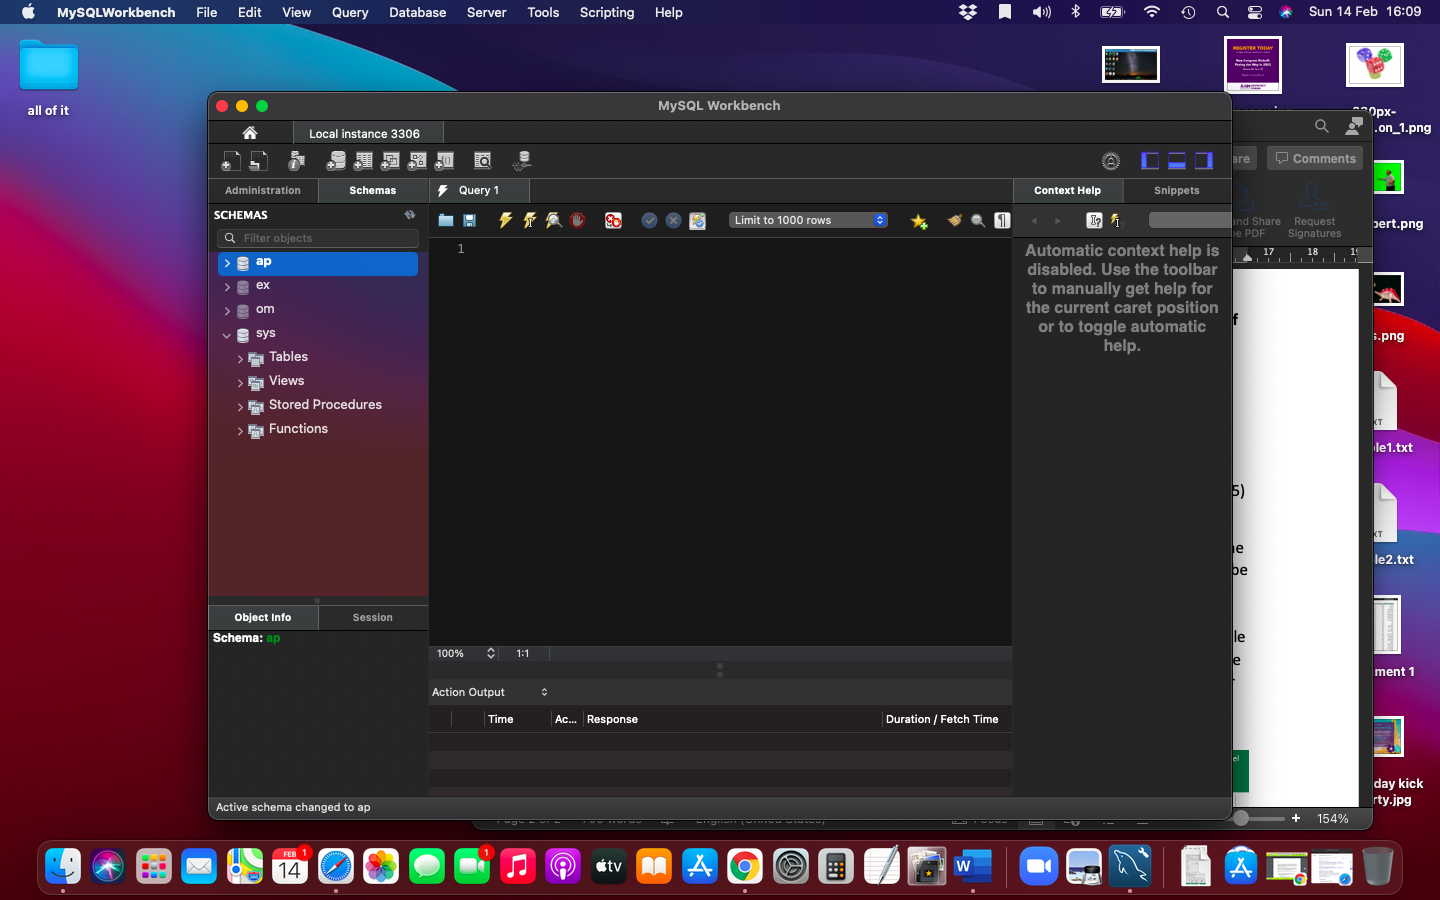 MySQLWorkbench File Edit View Query Database Server Tools Scripting Help
Sun 14 Feb 16:09
all of it
REGISTER TODAY
on_1.png
MySQL Workbench
Local instance 3306
Administration Schemas
Query 1
Context Help Snippets
Comments
SCHEMAS
Filter objects
Limit to 1000 rows
and Share
PDF
Request
Signatures
17 18
1
ap
ex
om
sys
Tables
Views
Stored Procedures
Functions
Automatic context help is
disabled. Use the toolbar
to manually get help for
the current caret position
or to toggle automatic
help.
pert.png
s.png
le1.txt
le2.txt
ment 1
day kick
rty.jpg
Object Info Session
Schema: ap
100% 1:1
Action Output
Time Ac... Response Duration / Fetch Time
Active schema changed to ap
154%
FEB
14
1
1
tv
W